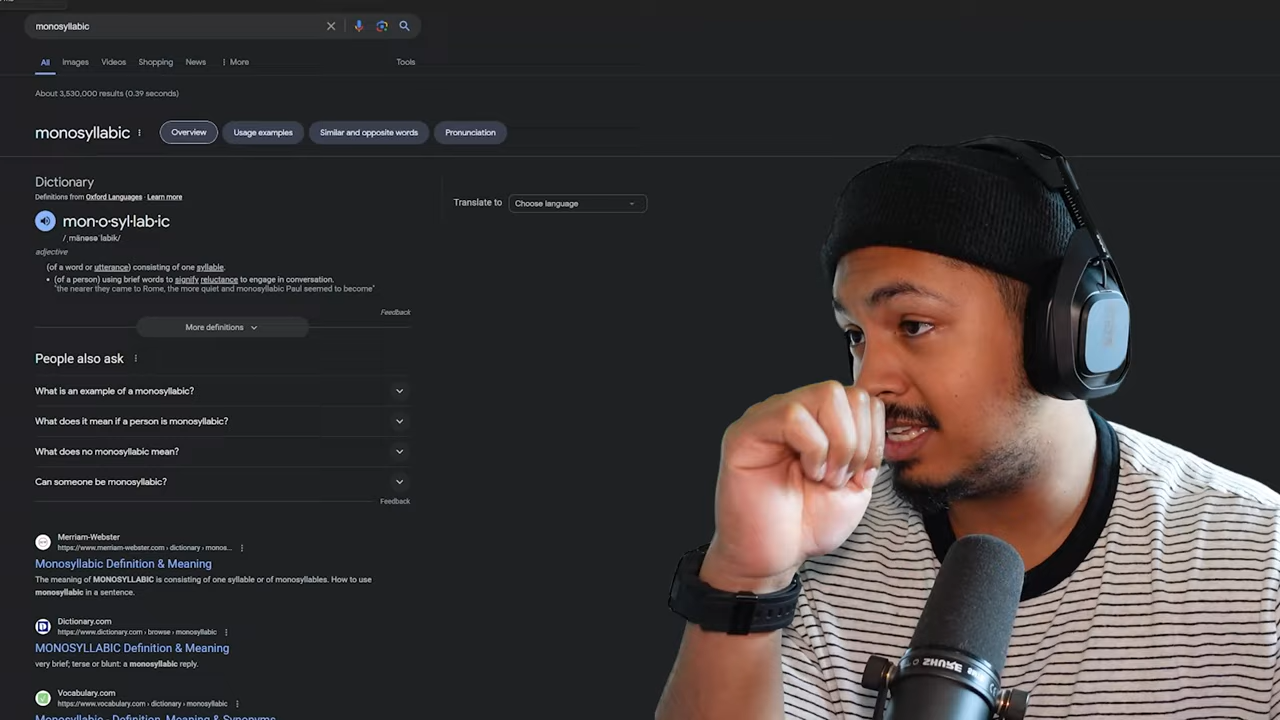 monosyllabic
All Images Videos Shopping News More Tools
About 3,530,000 results (0.39 seconds)
monosyllabic Overview Usage examples Similar and opposite words Pronunciation
Dictionary
Definitions from Oxford Languages · Learn more
Translate to Choose language
mon·o·syl·lab·ic
/ˌmänəsəˈlabik/
adjective
(of a word or utterance) consisting of one syllable.
• (of a person) using brief words to signify reluctance to engage in conversation.
"the nearer they came to Rome, the more quiet and monosyllabic Paul seemed to become"
Feedback
More definitions
People also ask
What is an example of a monosyllabic?
What does it mean if a person is monosyllabic?
What does no monosyllabic mean?
Can someone be monosyllabic?
Feedback
Merriam-Webster
https://www.merriam-webster.com › dictionary › monos...
Monosyllabic Definition & Meaning
The meaning of MONOSYLLABIC is consisting of one syllable or of monosyllables. How to use
monosyllabic in a sentence.
Dictionary.com
https://www.dictionary.com › browse › monosyllabic
MONOSYLLABIC Definition & Meaning
very brief; terse or blunt: a monosyllabic reply.
Vocabulary.com
https://www.vocabulary.com › dictionary › monosyllabic
Monosyllabic - Definition, Meaning & Synonyms
SHURE